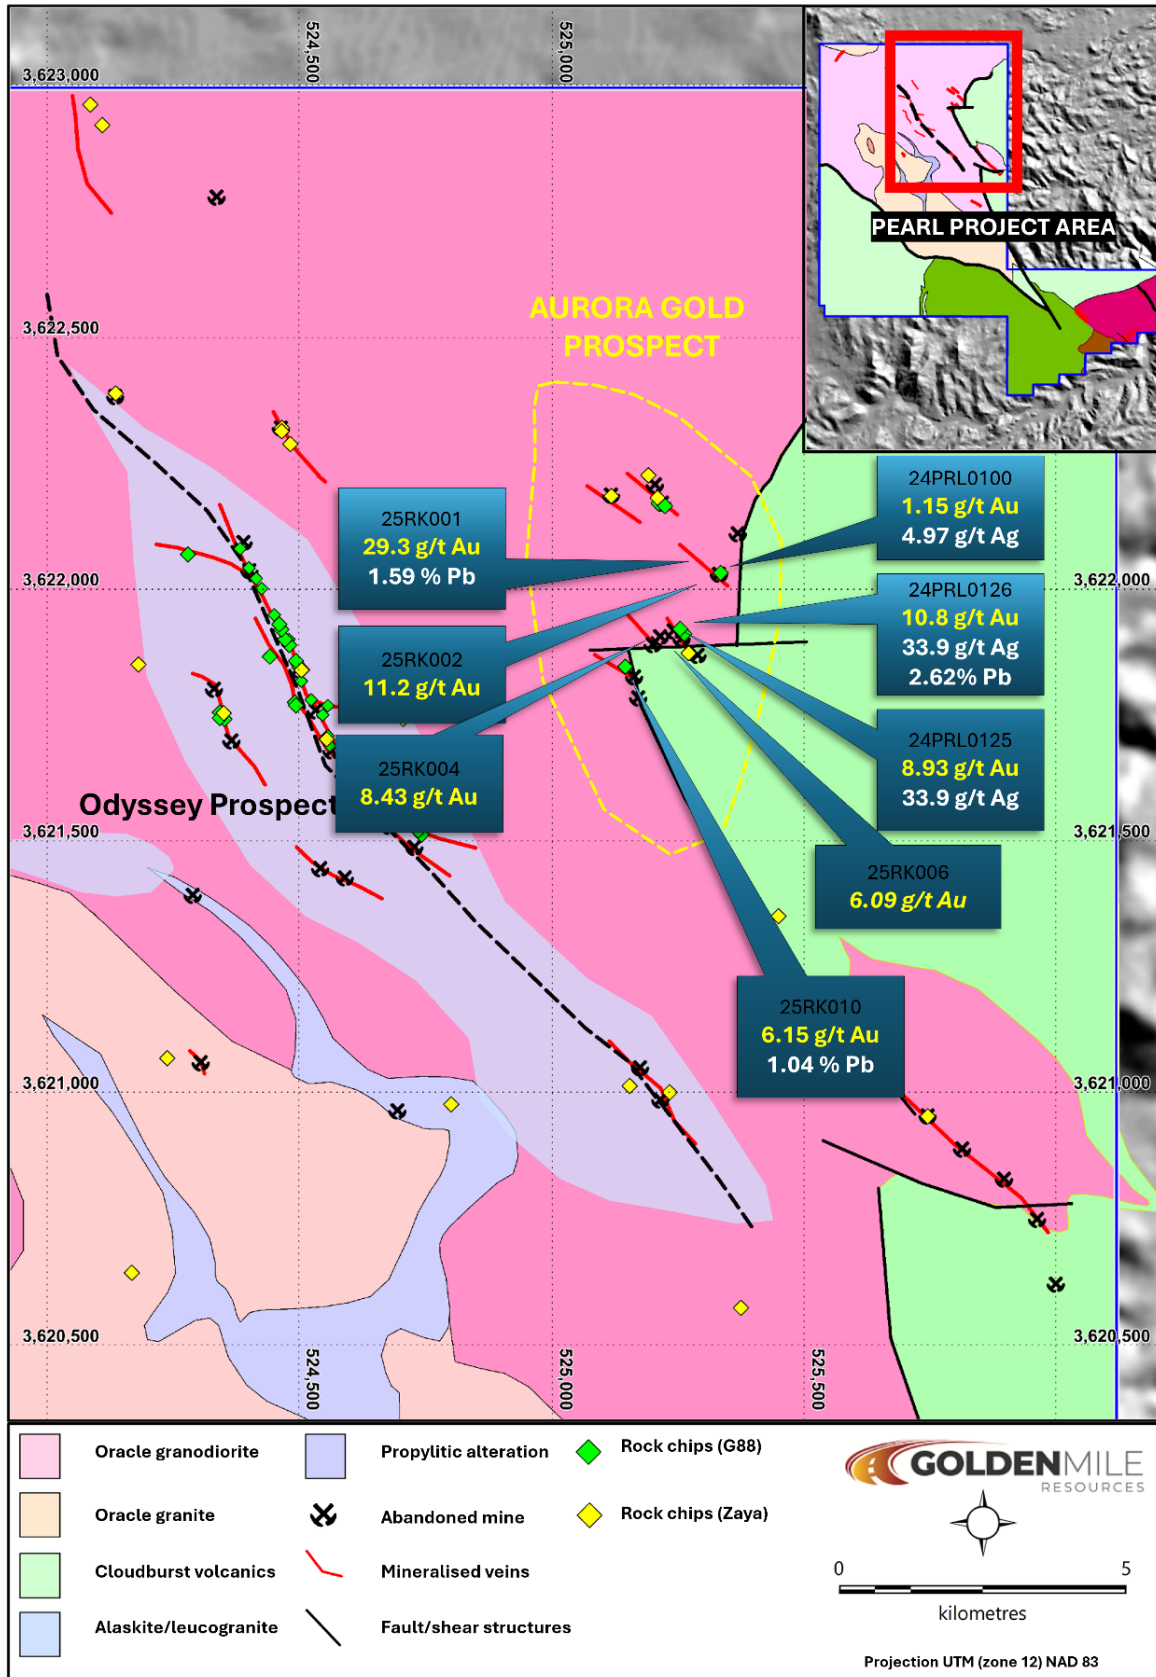 524,500
525,000
3,623,000
PEARL PROJECT AREA
AURORA GOLD
PROSPECT
3,622,500
24PRL0100
1.15 g/t Au
4.97 g/t Ag
25RK001
29.3 g/t Au
1.59 % Pb
3,622,000
24PRL0126
10.8 g/t Au
33.9 g/t Ag
2.62% Pb
25RK002
11.2 g/t Au
24PRL0125
8.93 g/t Au
33.9 g/t Ag
25RK004
8.43 g/t Au
Odyssey Prospect
3,621,500
3,621,500
25RK006
6.09 g/t Au
25RK010
6.15 g/t Au
1.04 % Pb
3,621,000
3,621,000
3,620,500
3,620,500
524,500
525,000
525,500
Oracle granodiorite
Propylitic alteration
Rock chips (G88)
GOLDENMILE
RESOURCES
Oracle granite
Abandoned mine
Rock chips (Zaya)
Cloudburst volcanics
Mineralised veins
0 5
kilometres
Alaskite/leucogranite
Fault/shear structures
Projection UTM (zone 12) NAD 83